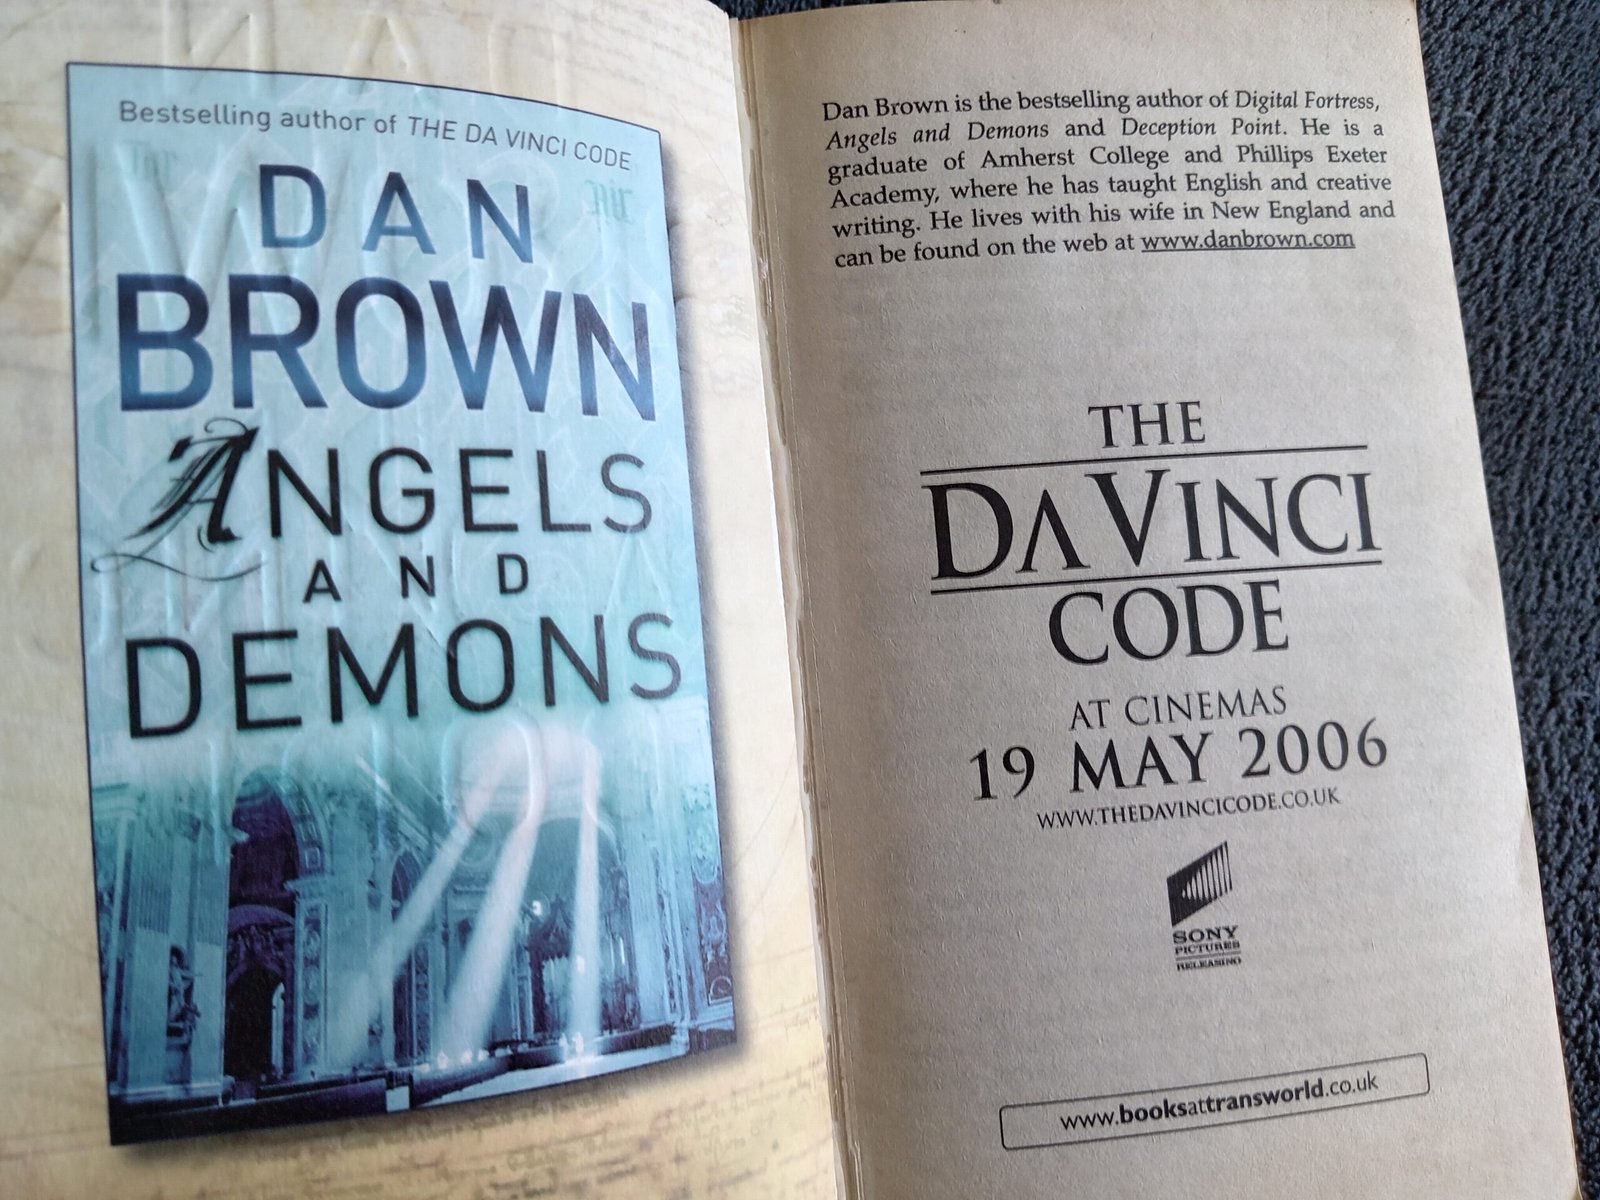 Bestselling author of THE DA VINCI CODE
DAN
BROWN
ANGELS
AND
DEMONS
Dan Brown is the bestselling author of Digital Fortress,
Angels and Demons and Deception Point. He is a
graduate of Amherst College and Phillips Exeter
Academy, where he has taught English and creative
writing. He lives with his wife in New England and
can be found on the web at www.danbrown.com
THE
DA VINCI
CODE
AT CINEMAS
19 MAY 2006
WWW.THEDAVINCICODE.CO.UK
SONY
PICTURES
RELEASING
www.booksattransworld.co.uk